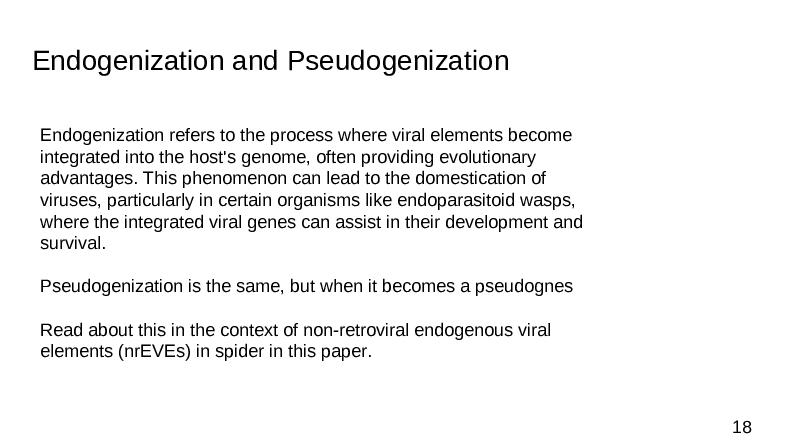 Endogenization and Pseudogenization
Endogenization refers to the process where viral elements become
integrated into the host's genome, often providing evolutionary
advantages. This phenomenon can lead to the domestication of
viruses, particularly in certain organisms like endoparasitoid wasps,
where the integrated viral genes can assist in their development and
survival.
Pseudogenization is the same, but when it becomes a pseudognes
Read about this in the context of non-retroviral endogenous viral
elements (nrEVEs) in spider in this paper.
18